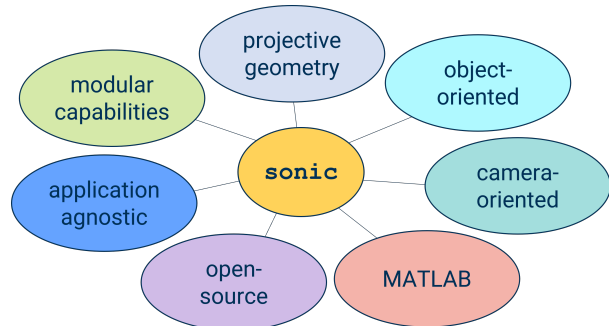 projective
geometry
modular
capabilities
object-
oriented
sonic
application
agnostic
camera-
oriented
open-
source
MATLAB